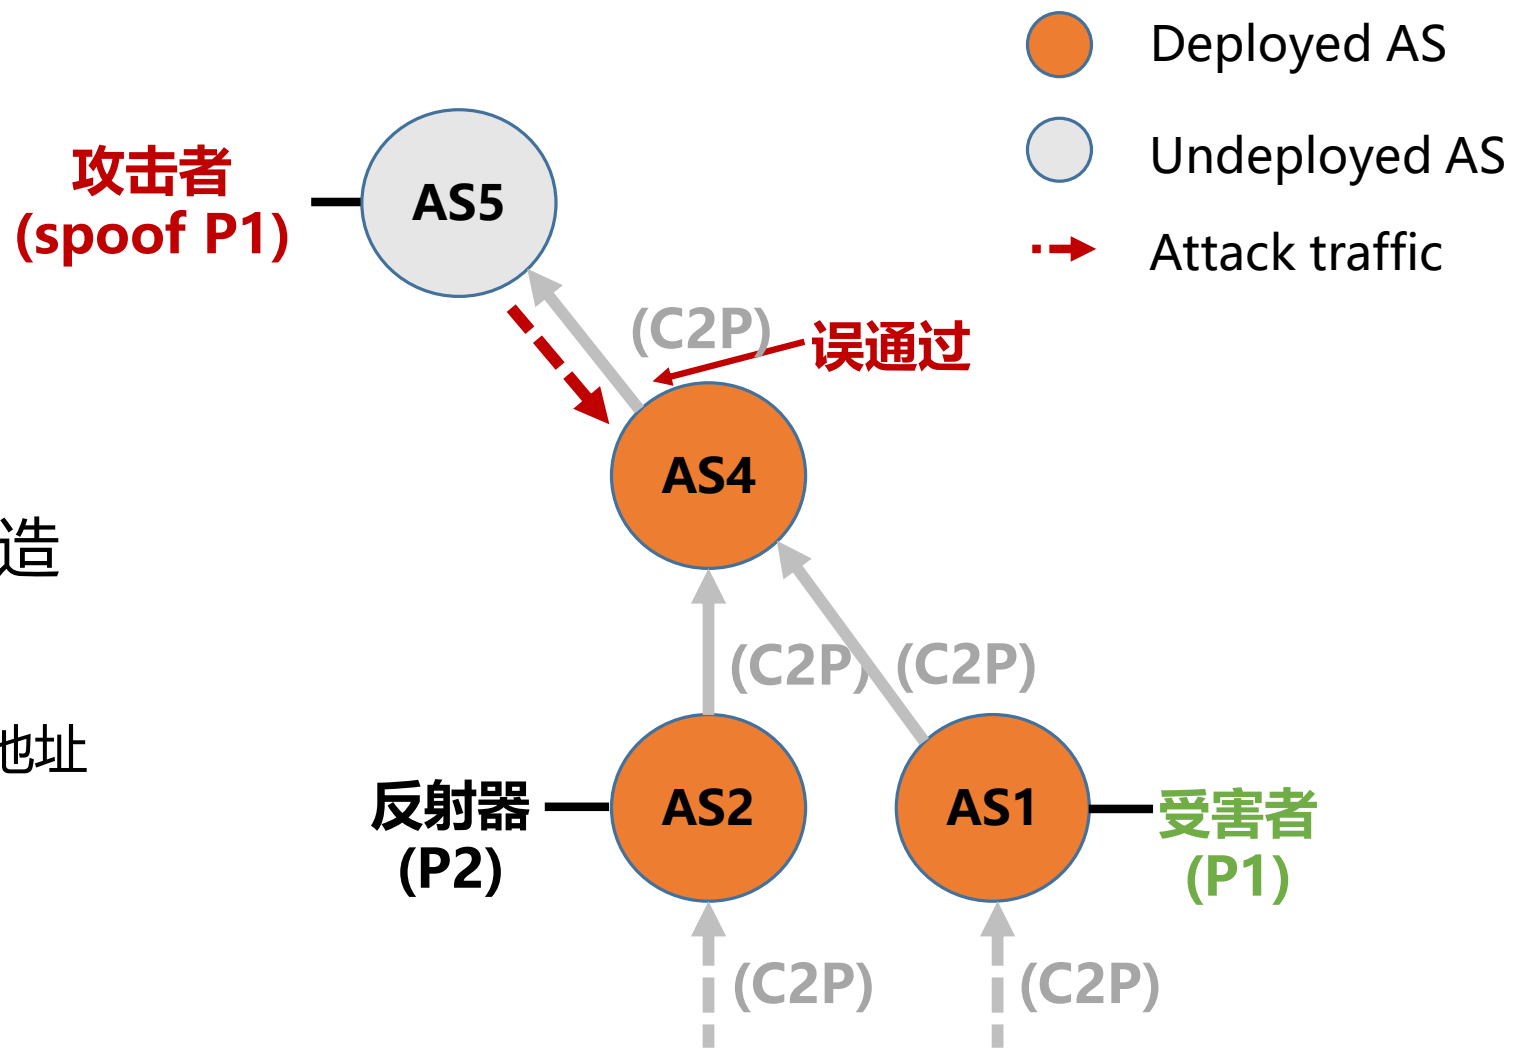 Deployed AS
Undeployed AS
Attack traffic
攻击者
(spoof P1)
AS5
(C2P)
误通过
AS4
造
(C2P)
(C2P)
地址
反射器
(P2)
AS2
AS1
受害者
(P1)
(C2P)
(C2P)